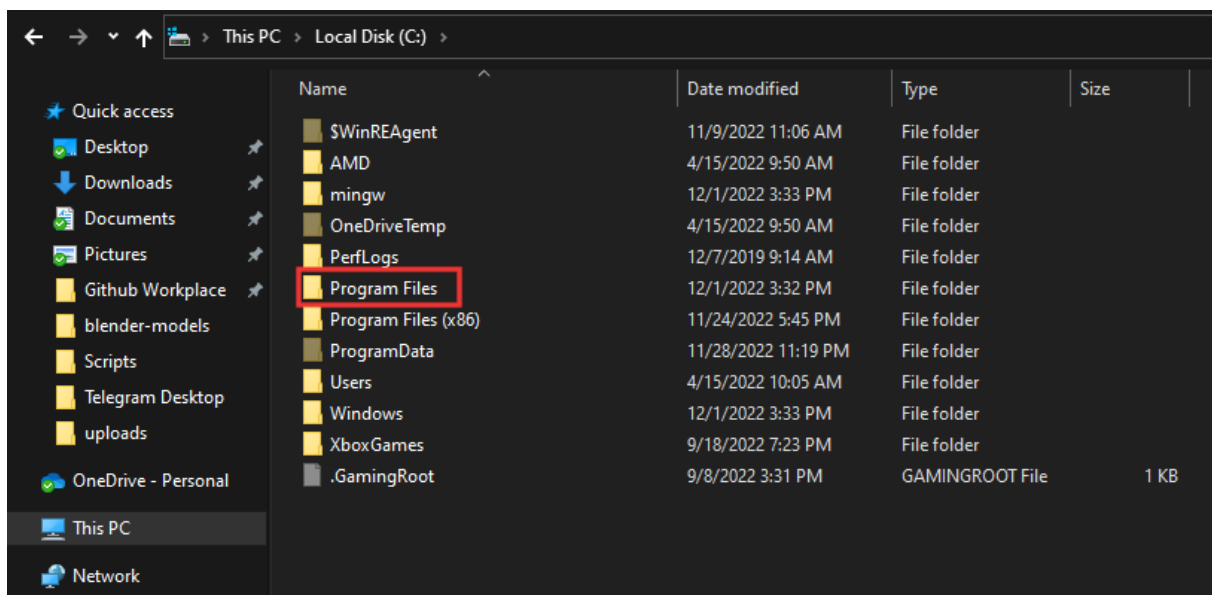 This PC > Local Disk (C:) >
Name Date modified Type Size
Quick access
Desktop
Downloads
Documents
Pictures
Github Workplace
blender-models
Scripts
Telegram Desktop
uploads
OneDrive - Personal
This PC
Network
$WinREAgent 11/9/2022 11:06 AM File folder
AMD 4/15/2022 9:50 AM File folder
mingw 12/1/2022 3:33 PM File folder
OneDriveTemp 4/15/2022 9:50 AM File folder
PerfLogs 12/7/2019 9:14 AM File folder
Program Files 12/1/2022 3:32 PM File folder
Program Files (x86) 11/24/2022 5:45 PM File folder
ProgramData 11/28/2022 11:19 PM File folder
Users 4/15/2022 10:05 AM File folder
Windows 12/1/2022 3:33 PM File folder
XboxGames 9/18/2022 7:23 PM File folder
.GamingRoot 9/8/2022 3:31 PM GAMINGROOT File 1 KB